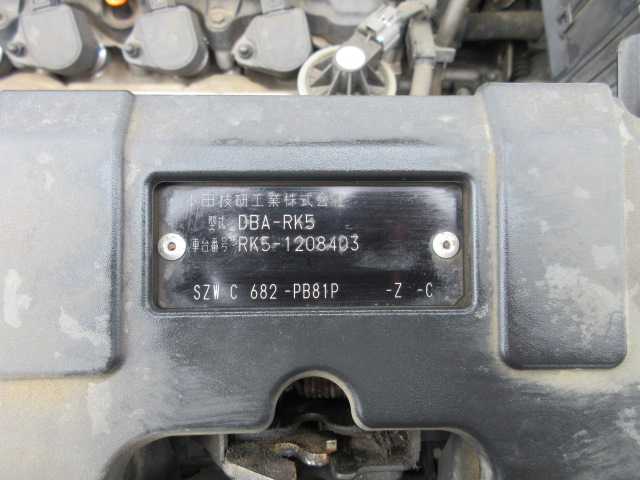 本田技研工業株式会社
型式 DBA-RK5
車台番号 RK5-1208403
SZW C 682 -PB81P -Z -C